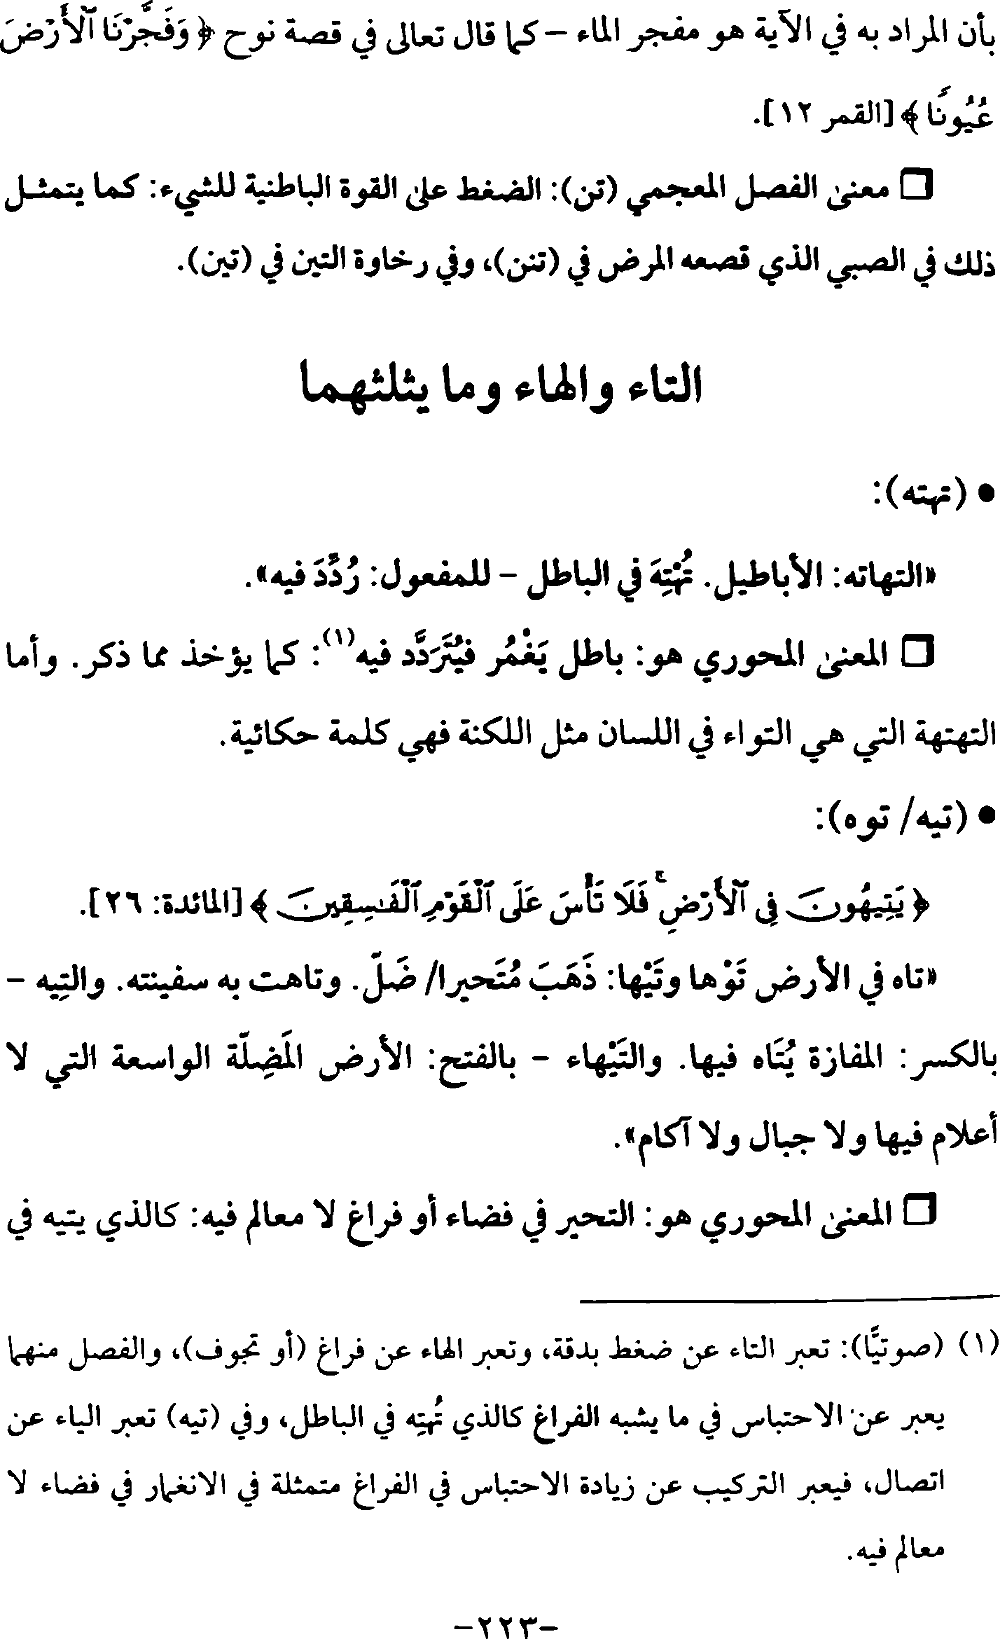 بأن المراد به في الآية هو مفجر الماء – كما قال تعالى في قصة نوح ﴿ وَفَجَّرْنَا ٱلْأَرْضَ
عُيُونًا ﴾ [القمر ١٢].
❏ معنىٰ الفصل المعجمي (تن): الضغط علىٰ القوة الباطنية للشيء: كما يتمثل
ذلك في الصبي الذي قصعه المرض في (تنن)، وفي رخاوة التين في (تين).
التاء والهاء وما يثلثهما
• (تهته):
«التهاته: الأباطيل. تُهْتِهَ في الباطل – للمفعول: رُدِّدَ فيه».
❏ المعنىٰ المحوري هو: باطل يَغْمُر فيُتَرَدَّد فيه(١): كما يؤخذ مما ذكر. وأما
التهتهة التي هي التواء في اللسان مثل اللكنة فهي كلمة حكائية.
• (تيه/ توه):
﴿ يَتِيهُونَ فِي ٱلْأَرْضِ ۚ فَلَا تَأْسَ عَلَى ٱلْقَوْمِ ٱلْفَـٰسِقِينَ ﴾ [المائدة: ٢٦].
«تاه في الأرض تَوْها وتَيْها: ذَهَبَ مُتَحيرا/ ضَلّ. وتاهت به سفينته. والتِيه –
بالكسر: المفازة يُتَاه فيها. والتَيْهاء – بالفتح: الأرض المَضِلّة الواسعة التي لا
أعلام فيها ولا جبال ولا آكام».
❏ المعنىٰ المحوري هو: التحير في فضاء أو فراغ لا معالم فيه: كالذي يتيه في
(١) (صوتيًّا): تعبر التاء عن ضغط بدقة، وتعبر الهاء عن فراغ (أو تجوف)، والفصل منهما
يعبر عن الاحتباس في ما يشبه الفراغ كالذي تُهتِه في الباطل، وفي (تيه) تعبر الياء عن
اتصال، فيعبر التركيب عن زيادة الاحتباس في الفراغ متمثلة في الانغمار في فضاء لا
معالم فيه.
–٢٢٣–